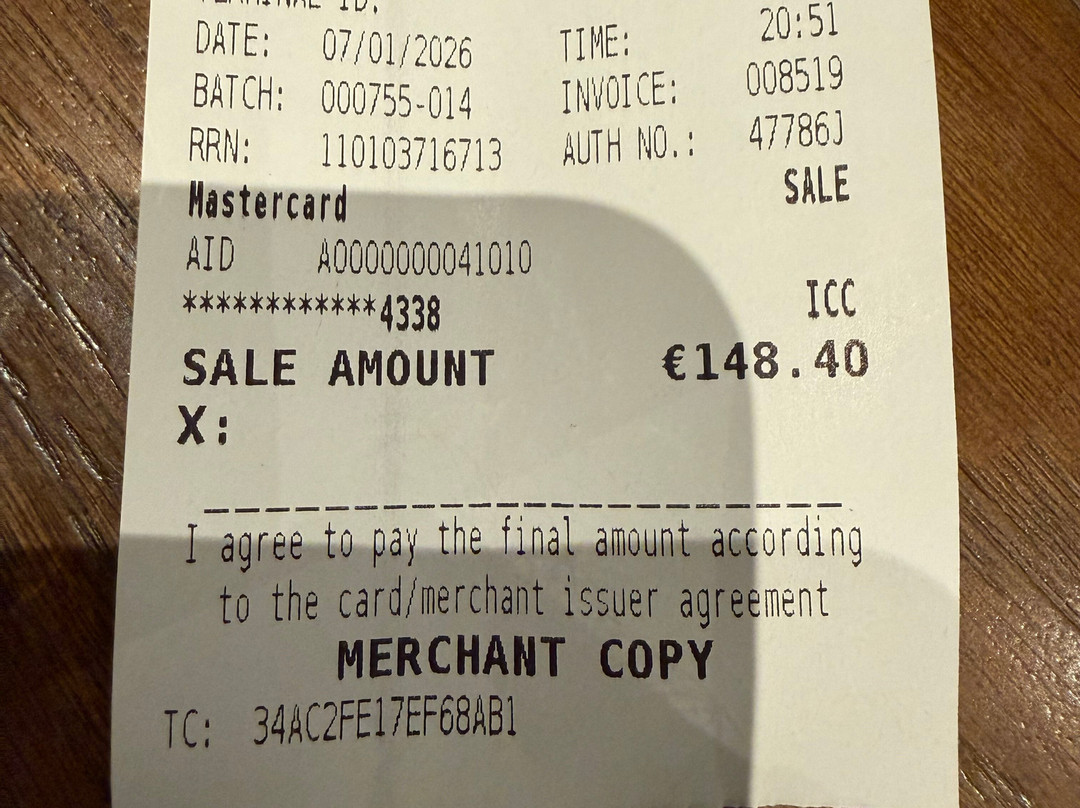 TERMINAL ID:
DATE: 07/01/2026 TIME: 20:51
BATCH: 000755-014 INVOICE: 008519
RRN: 110103716713 AUTH NO.: 47786J
Mastercard SALE
AID A0000000041010
************4338 ICC
SALE AMOUNT €148.40
X:
I agree to pay the final amount according
to the card/merchant issuer agreement
MERCHANT COPY
TC: 34AC2FE17EF68AB1